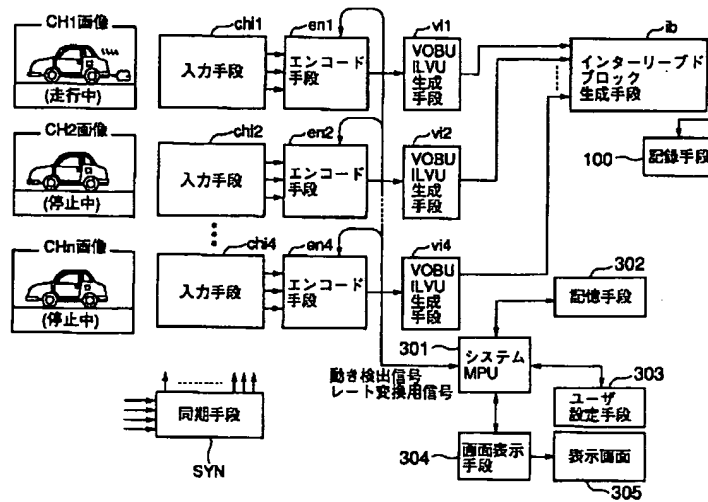 CH1画像
(走行中)
CH2画像
(停止中)
CHn画像
(停止中)
chi1
入力手段
chi2
入力手段
chi4
入力手段
en1
エンコード
手段
en2
エンコード
手段
en4
エンコード
手段
vi1
VOBU
ILVU
生成
手段
vi2
VOBU
ILVU
生成
手段
vi4
VOBU
ILVU
生成
手段
ib
インターリーブド
ブロック
生成手段
100
記録手段
302
記憶手段
301
システム
MPU
動き検出信号
レート変換用信号
303
ユーザ
設定手段
304
画面表示
手段
表示画面
305
同期手段
SYN